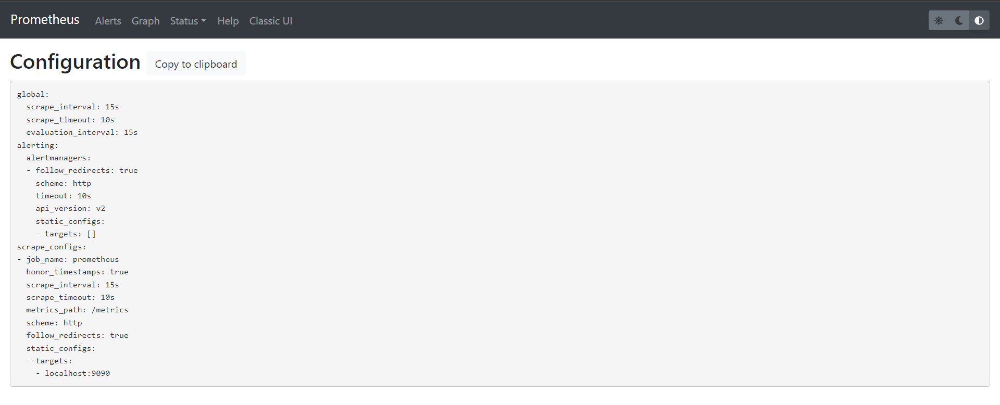 Prometheus Alerts Graph Status Help Classic UI
Configuration Copy to clipboard
global:
  scrape_interval: 15s
  scrape_timeout: 10s
  evaluation_interval: 15s
alerting:
  alertmanagers:
  - follow_redirects: true
    scheme: http
    timeout: 10s
    api_version: v2
    static_configs:
    - targets: []
scrape_configs:
- job_name: prometheus
  honor_timestamps: true
  scrape_interval: 15s
  scrape_timeout: 10s
  metrics_path: /metrics
  scheme: http
  follow_redirects: true
  static_configs:
  - targets:
    - localhost:9090